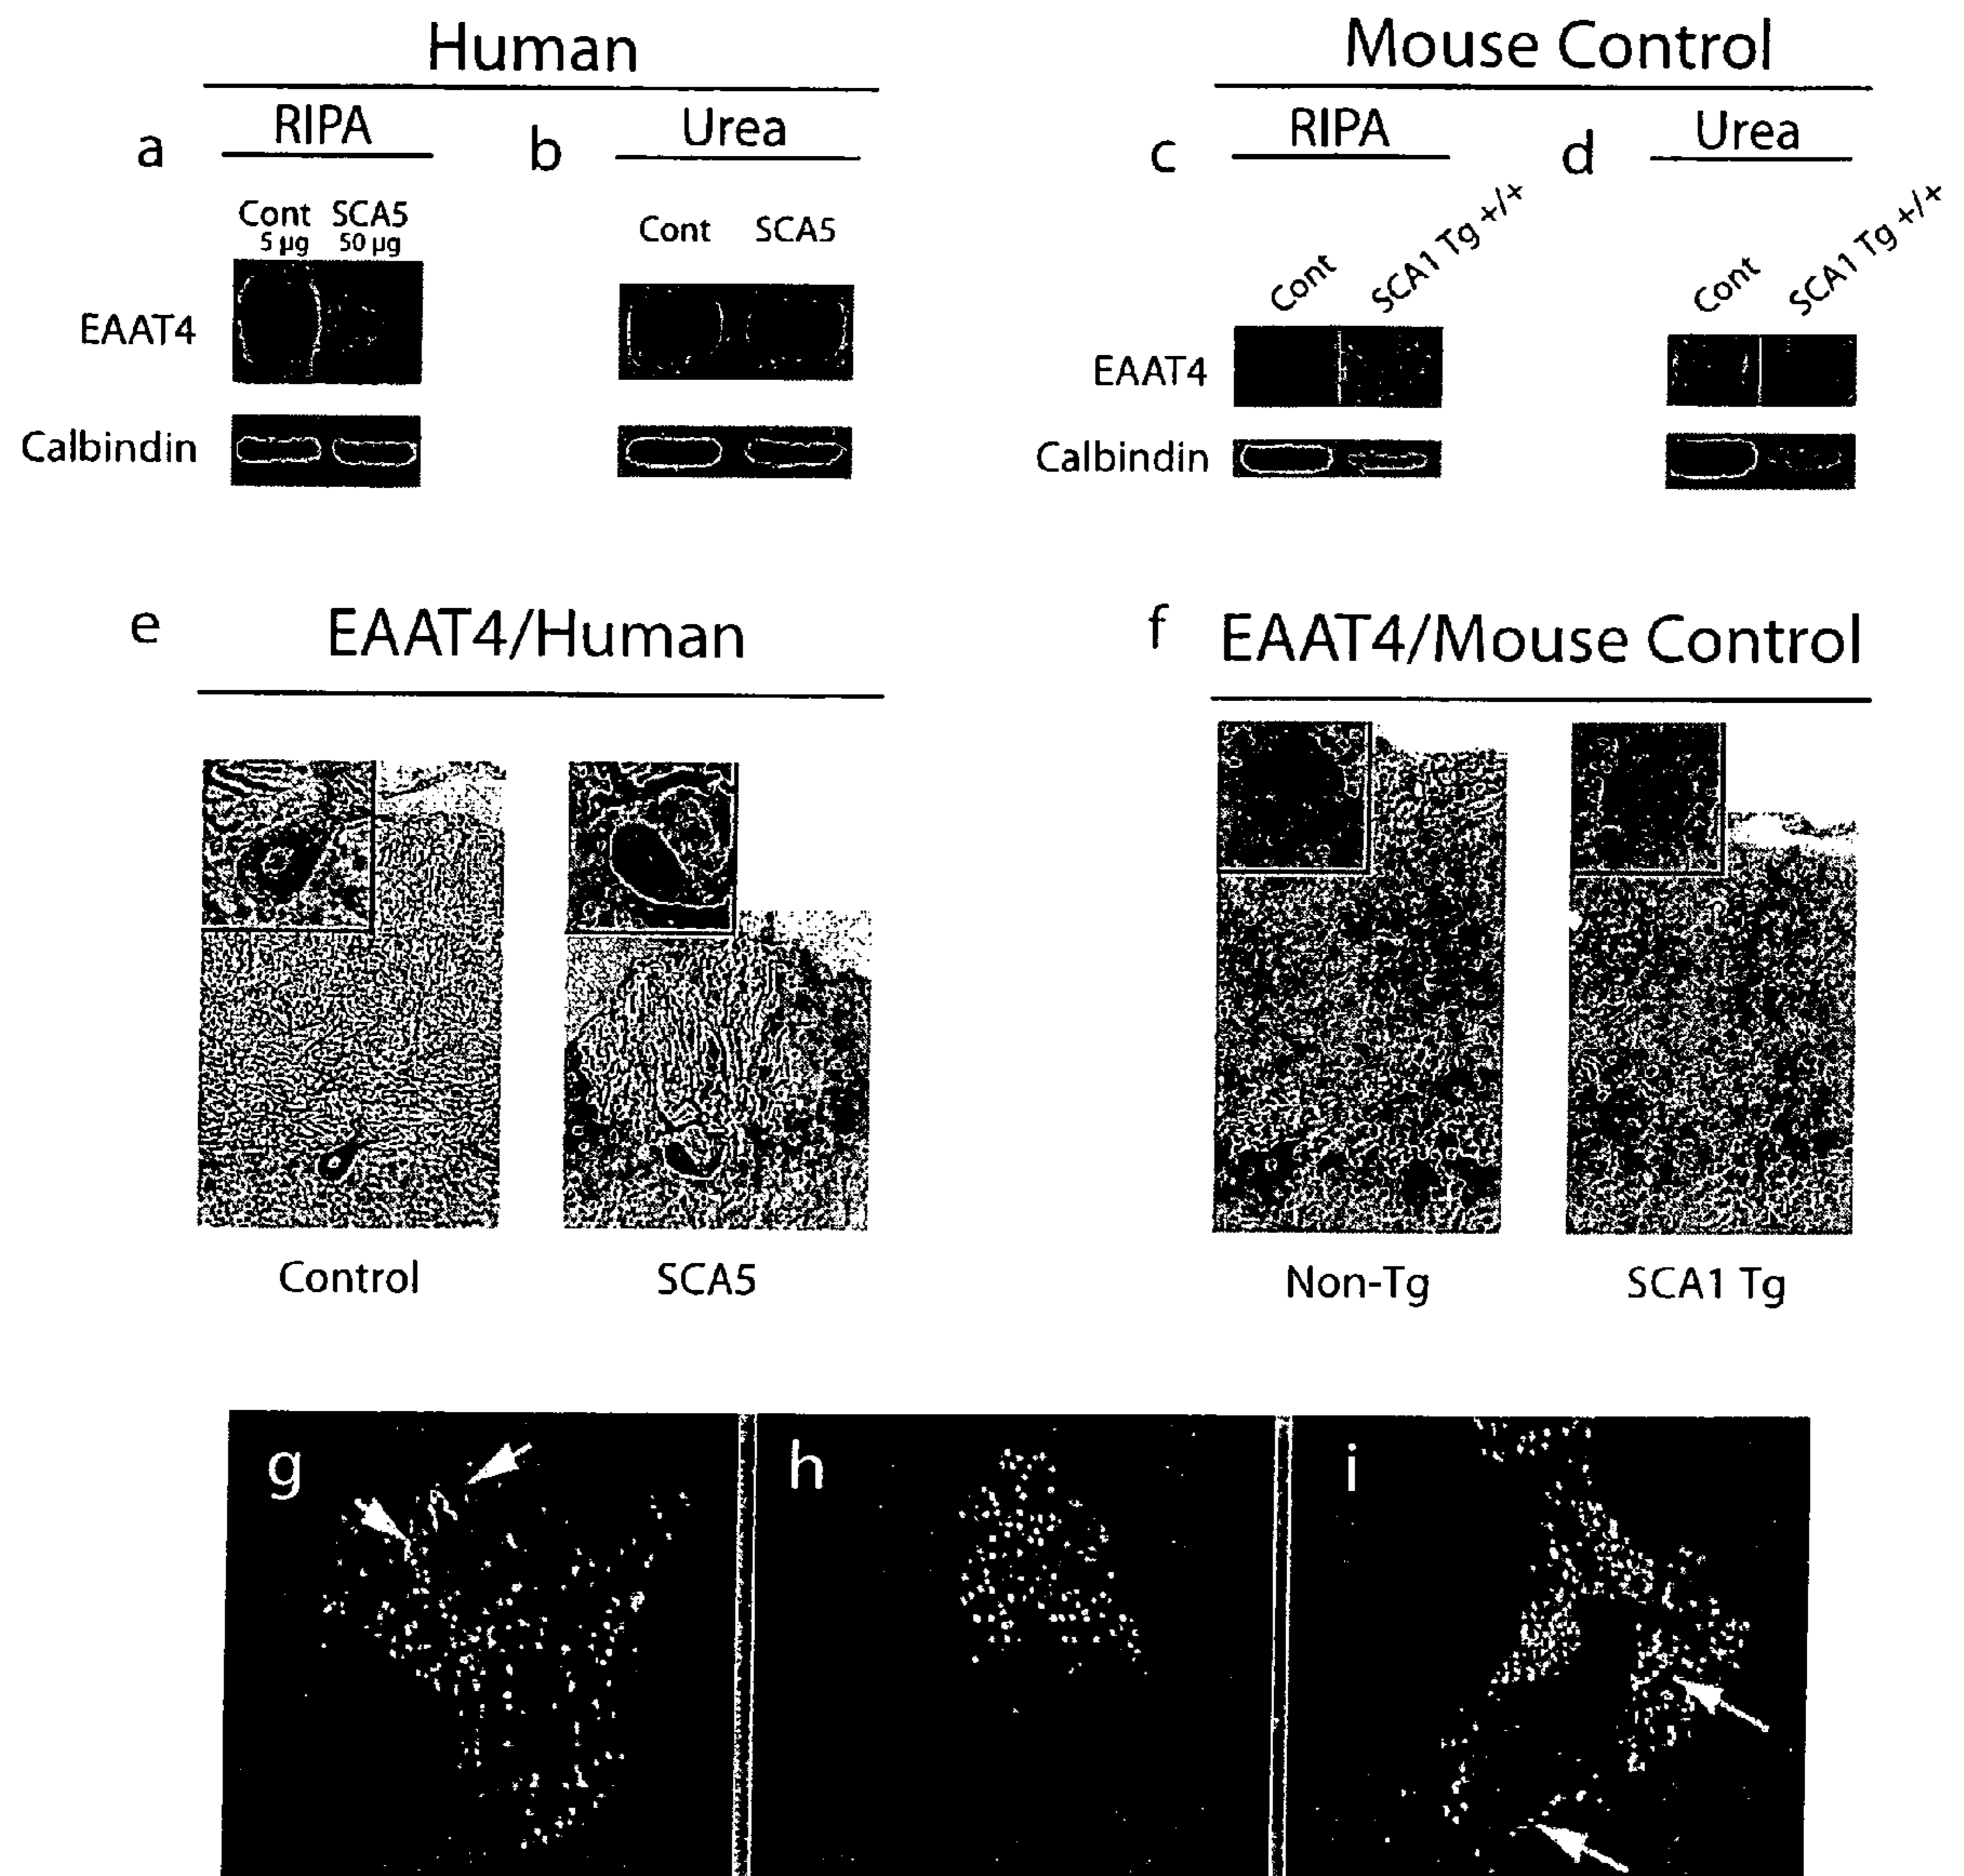 Human
Mouse Control
a
RIPA
b
Urea
c
RIPA
d
Urea
Cont
5 µg
SCA5
50 µg
Cont
SCA5
Cont
SCA1 Tg +/+
Cont
SCA1 Tg +/+
EAAT4
EAAT4
Calbindin
Calbindin
e
EAAT4/Human
f
EAAT4/Mouse Control
Control
SCA5
Non-Tg
SCA1 Tg
g
h
i